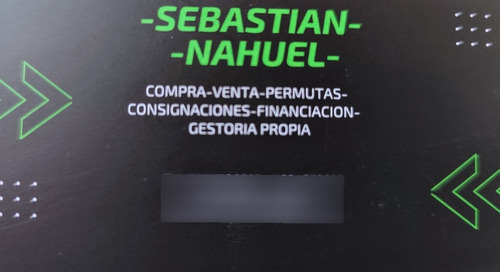 -SEBASTIAN-
-NAHUEL-
COMPRA-VENTA-PERMUTAS-
CONSIGNACIONES-FINANCIACION-
GESTORIA PROPIA